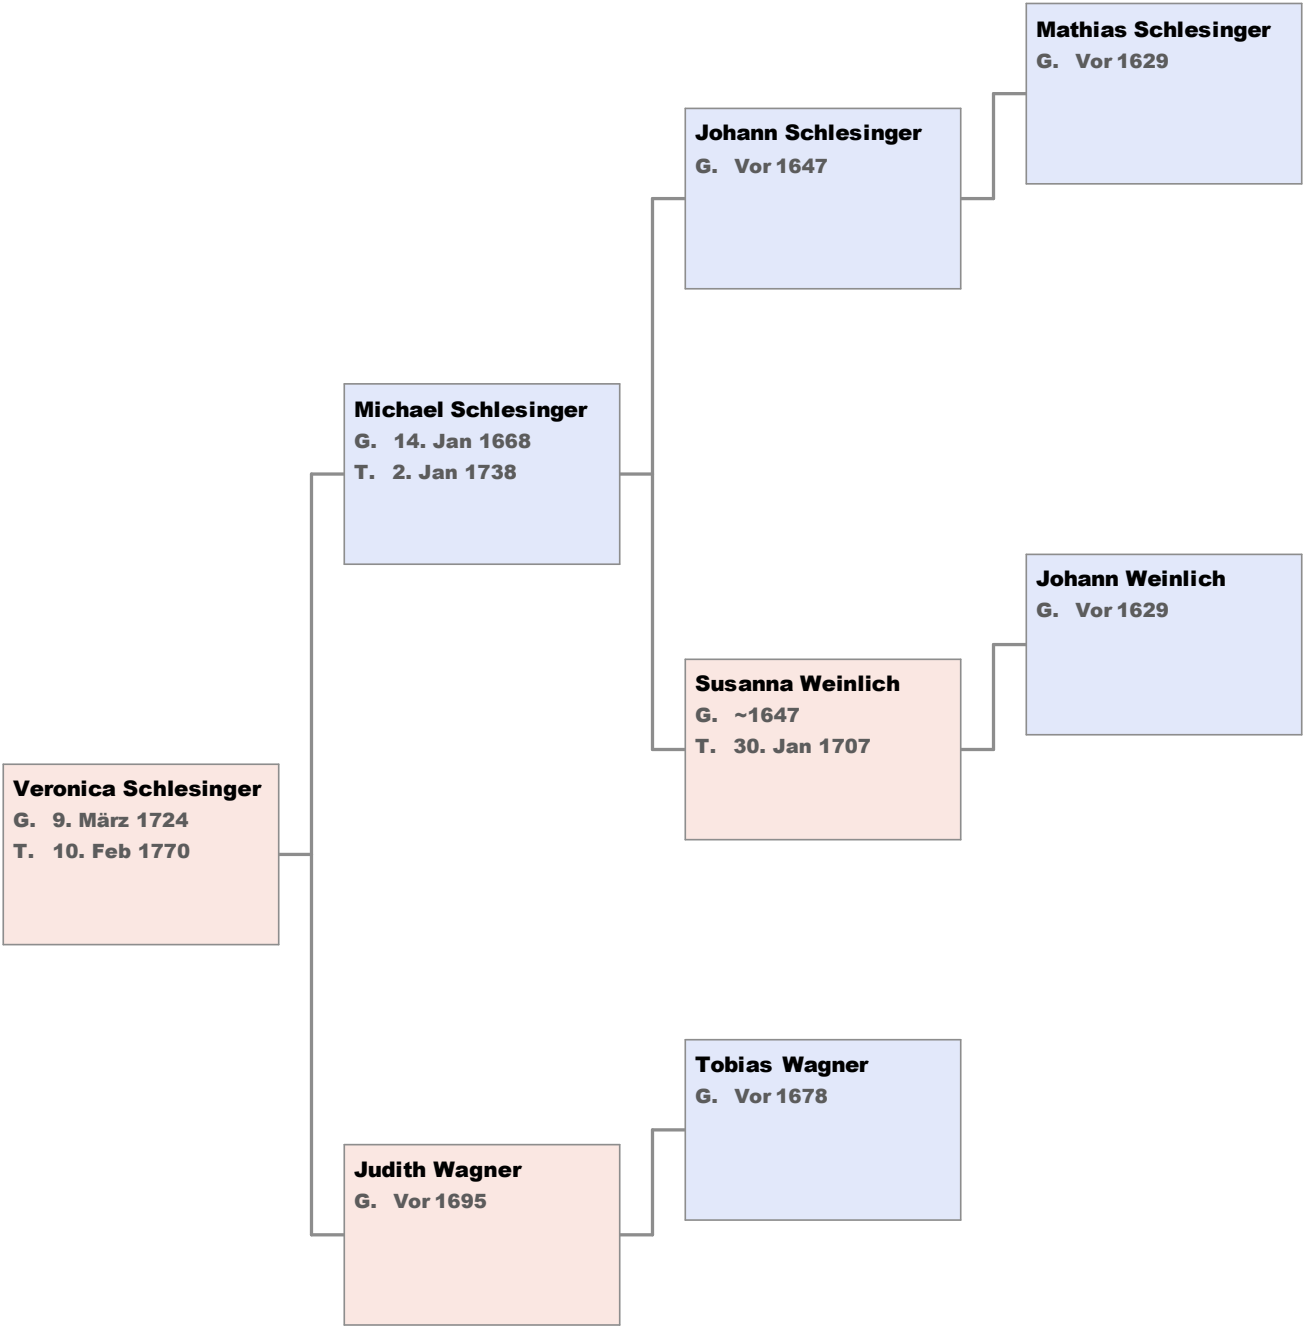 Mathias Schlesinger
G. Vor 1629
Johann Schlesinger
G. Vor 1647
Michael Schlesinger
G. 14. Jan 1668
T. 2. Jan 1738
Johann Weinlich
G. Vor 1629
Susanna Weinlich
G. ~1647
T. 30. Jan 1707
Veronica Schlesinger
G. 9. März 1724
T. 10. Feb 1770
Tobias Wagner
G. Vor 1678
Judith Wagner
G. Vor 1695